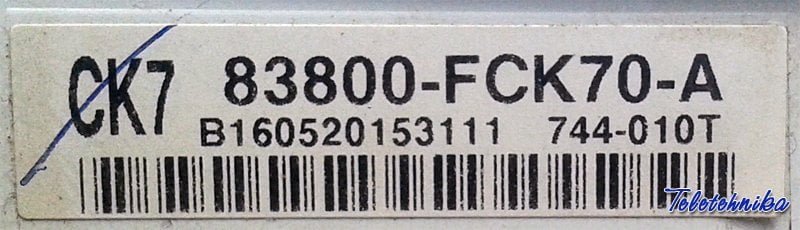 CK7 83800-FCK70-A
B160520153111 744-010T
Teletehnika